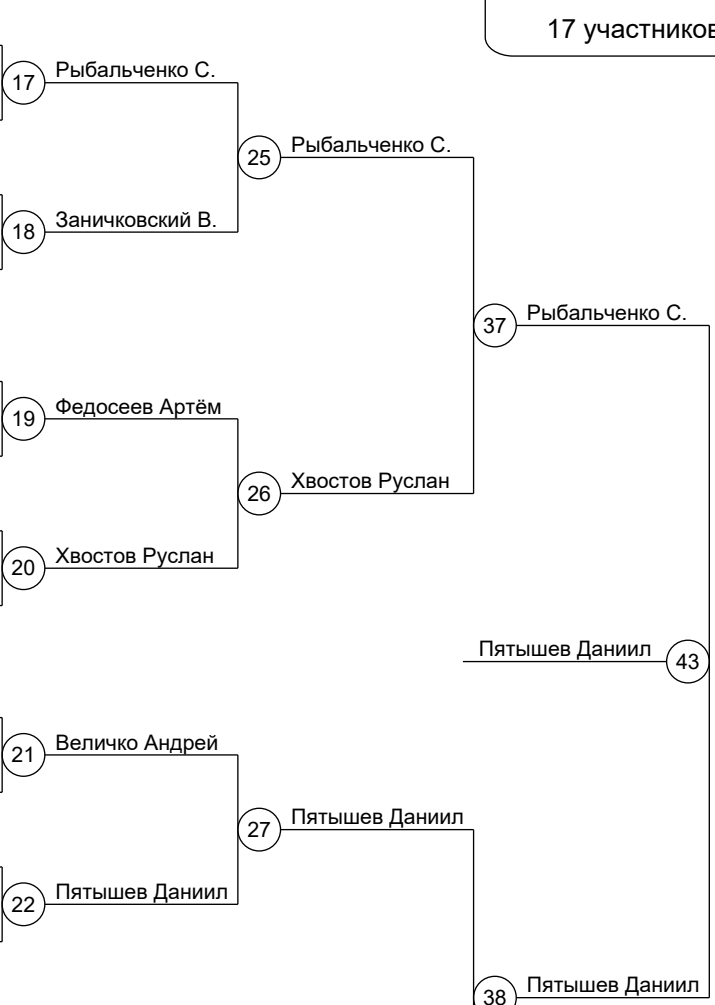 17 участников
17 Рыбальченко С.
25 Рыбальченко С.
18 Заничковский В.
37 Рыбальченко С.
19 Федосеев Артём
26 Хвостов Руслан
20 Хвостов Руслан
Пятышев Даниил 43
21 Величко Андрей
27 Пятышев Даниил
22 Пятышев Даниил
38 Пятышев Даниил